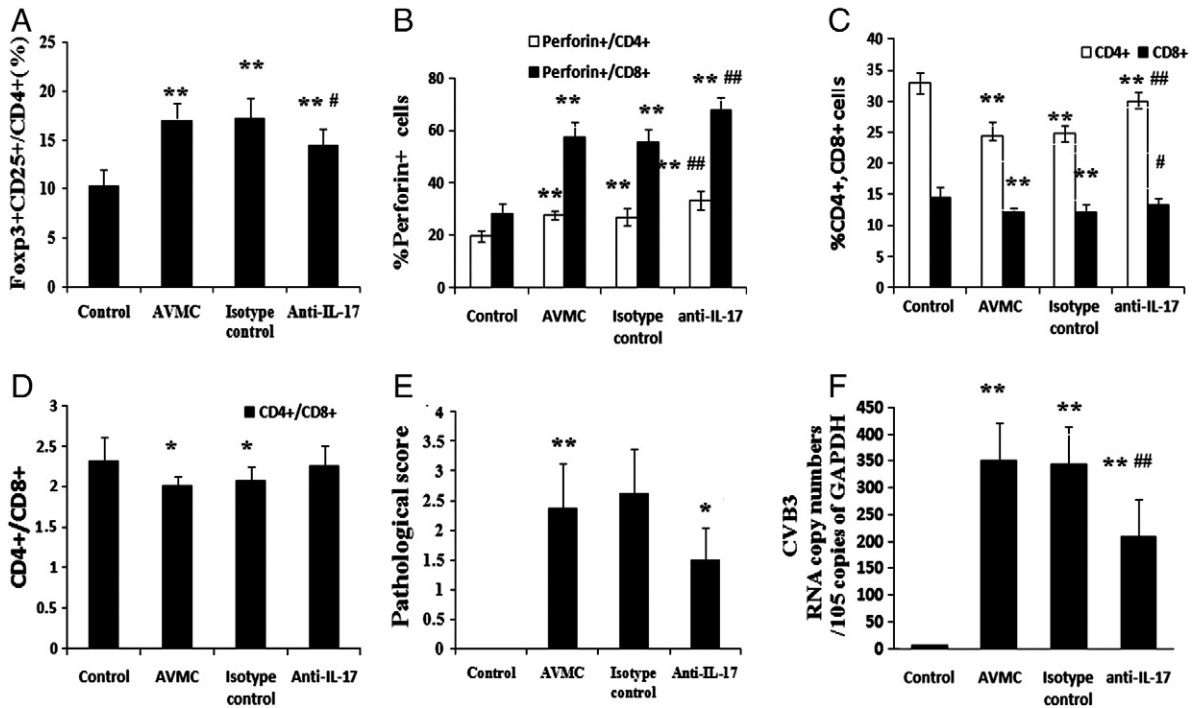 A
Foxp3+CD25+/CD4+(%)
25
20
15
10
5
0
**
**
** #
Control
AVMC
Isotype
control
Anti-IL-17
B
Perforin+/CD4+
Perforin+/CD8+
%Perforin+ cells
80
60
40
20
0
**
**
**
**
** ##
** ##
Control
AVMC
Isotype
control
anti-IL-17
C
CD4+
CD8+
%CD4+,CD8+cells
40
35
30
25
20
15
10
5
0
**
**
**
**
** ##
#
Control
AVMC
Isotype
control
anti-IL-17
D
CD4+/CD8+
CD4+/CD8+
3
2.5
2
1.5
1
0.5
0
*
*
Control
AVMC
Isotype
control
Anti-IL-17
E
Pathological score
4
3.5
3
2.5
2
1.5
1
0.5
0
**
*
Control
AVMC
Isotype
control
Anti-IL-17
F
CVB3
RNA copy numbers
/105 copies of GAPDH
450
400
350
300
250
200
150
100
50
0
**
**
** ##
Control
AVMC
Isotype
control
anti-IL-17